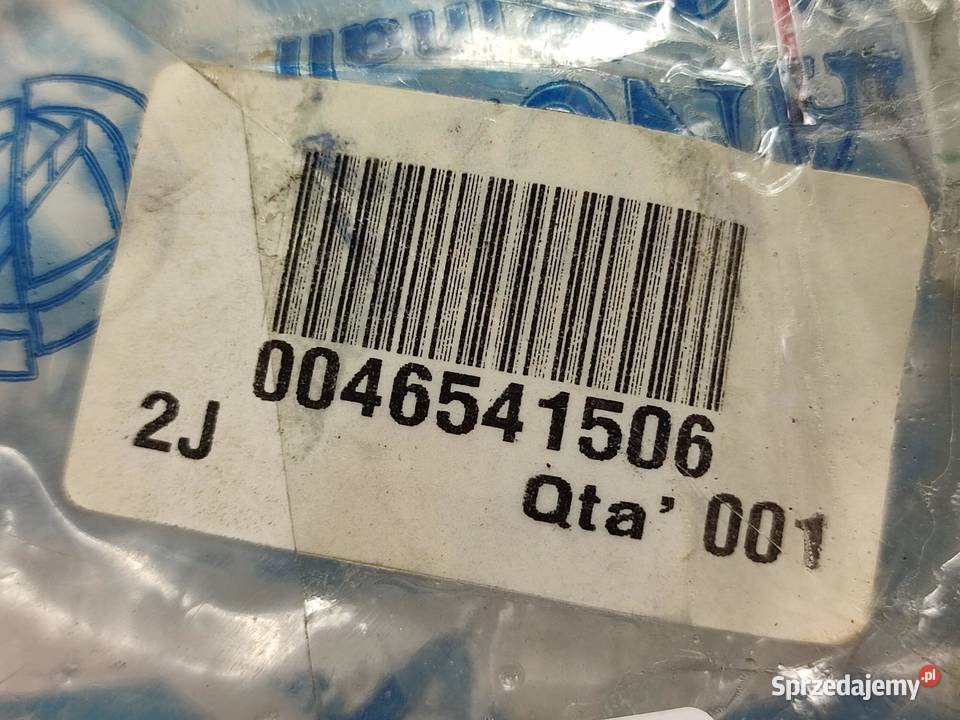 0046541506
2J
Qta' 001
Sprzedajemy.pl